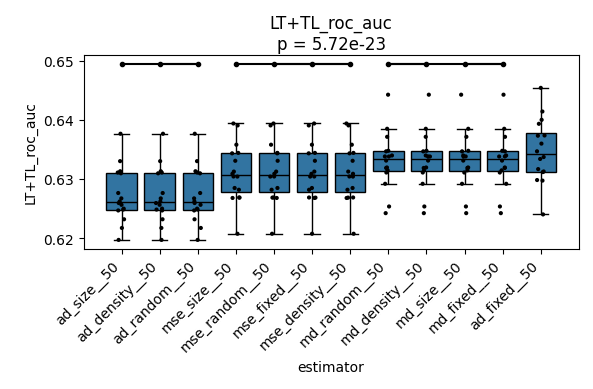 LT+TL_roc_auc
p = 5.72e-23
LT+TL_roc_auc
0.65
0.64
0.63
0.62
ad_size__50
ad_density__50
ad_random__50
mse_size__50
mse_random__50
mse_fixed__50
mse_density__50
md_random__50
md_density__50
md_size__50
md_fixed__50
ad_fixed__50
estimator